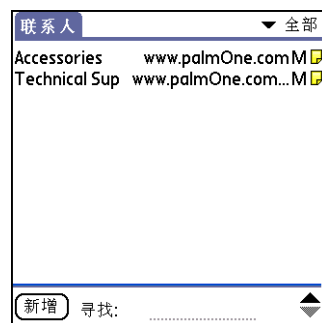 联系人 全部
Accessories www.palmOne.com M
Technical Sup www.palmOne.com... M
新增 寻找: